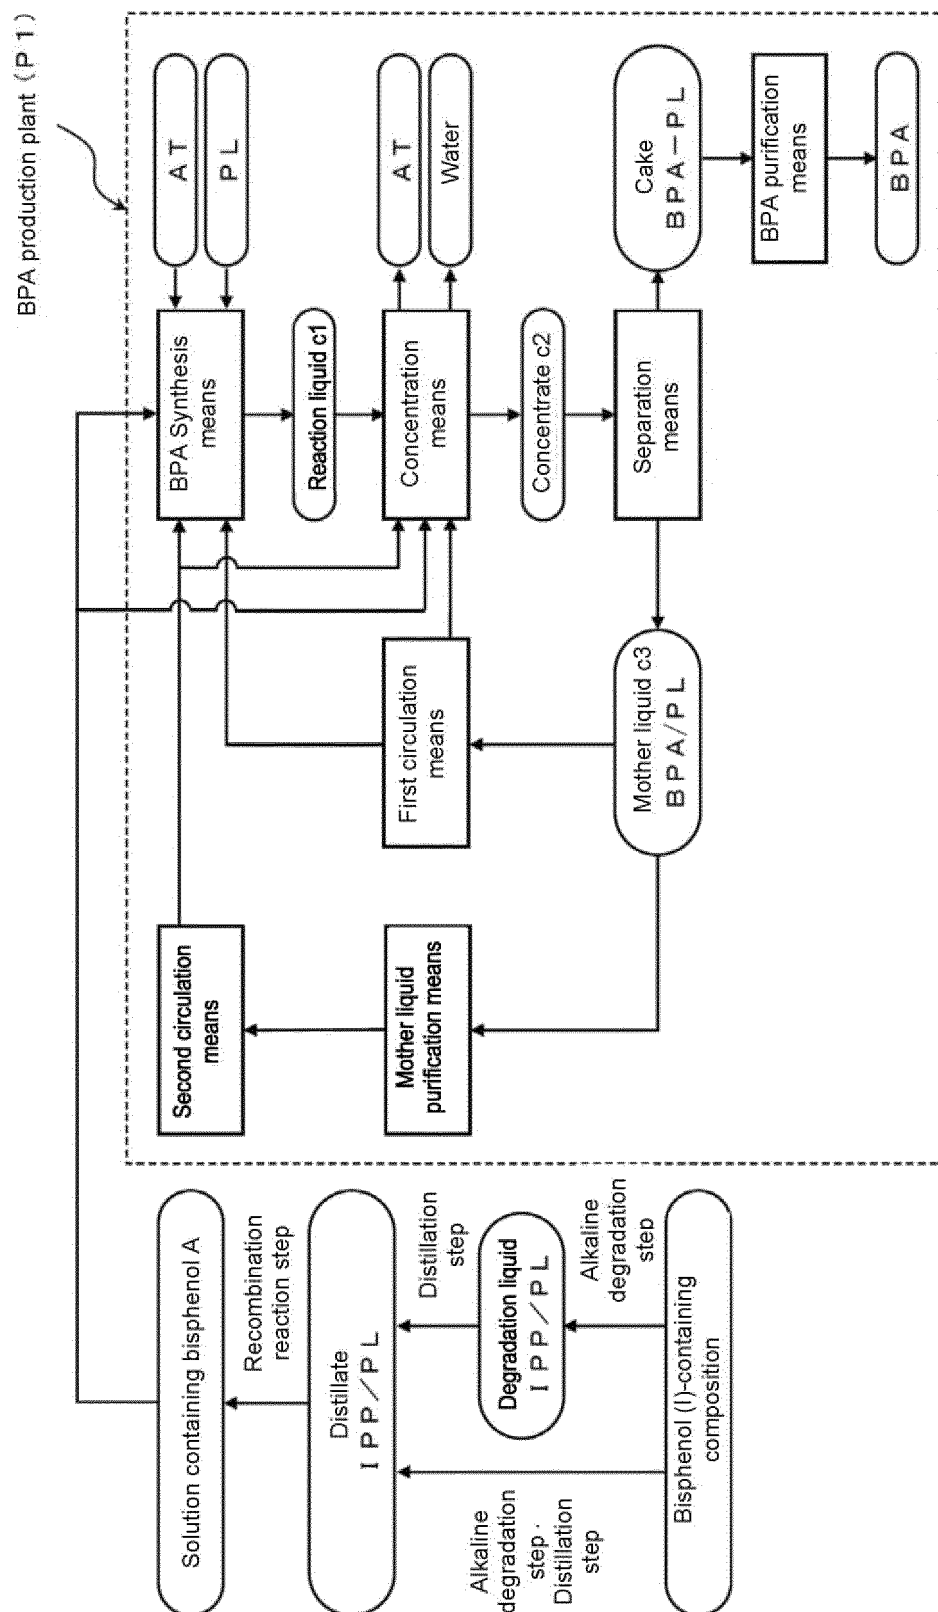 BPA production plant (P1)
Solution containing bisphenol A
Recombination
reaction step
Distillate
IPP/PL
Distillation
step
Degradation liquid
IPP/PL
Alkaline
degradation
step
Alkaline
degradation
step ·
Distillation
step
Bisphenol (I)-containing
composition
Second circulation
means
Mother liquid
purification means
First circulation
means
Mother liquid c3
BPA/PL
BPA Synthesis
means
Reaction liquid c1
Concentration
means
Concentrate c2
Separation
means
AT
PL
AT
Water
Cake
BPA-PL
BPA purification
means
BPA